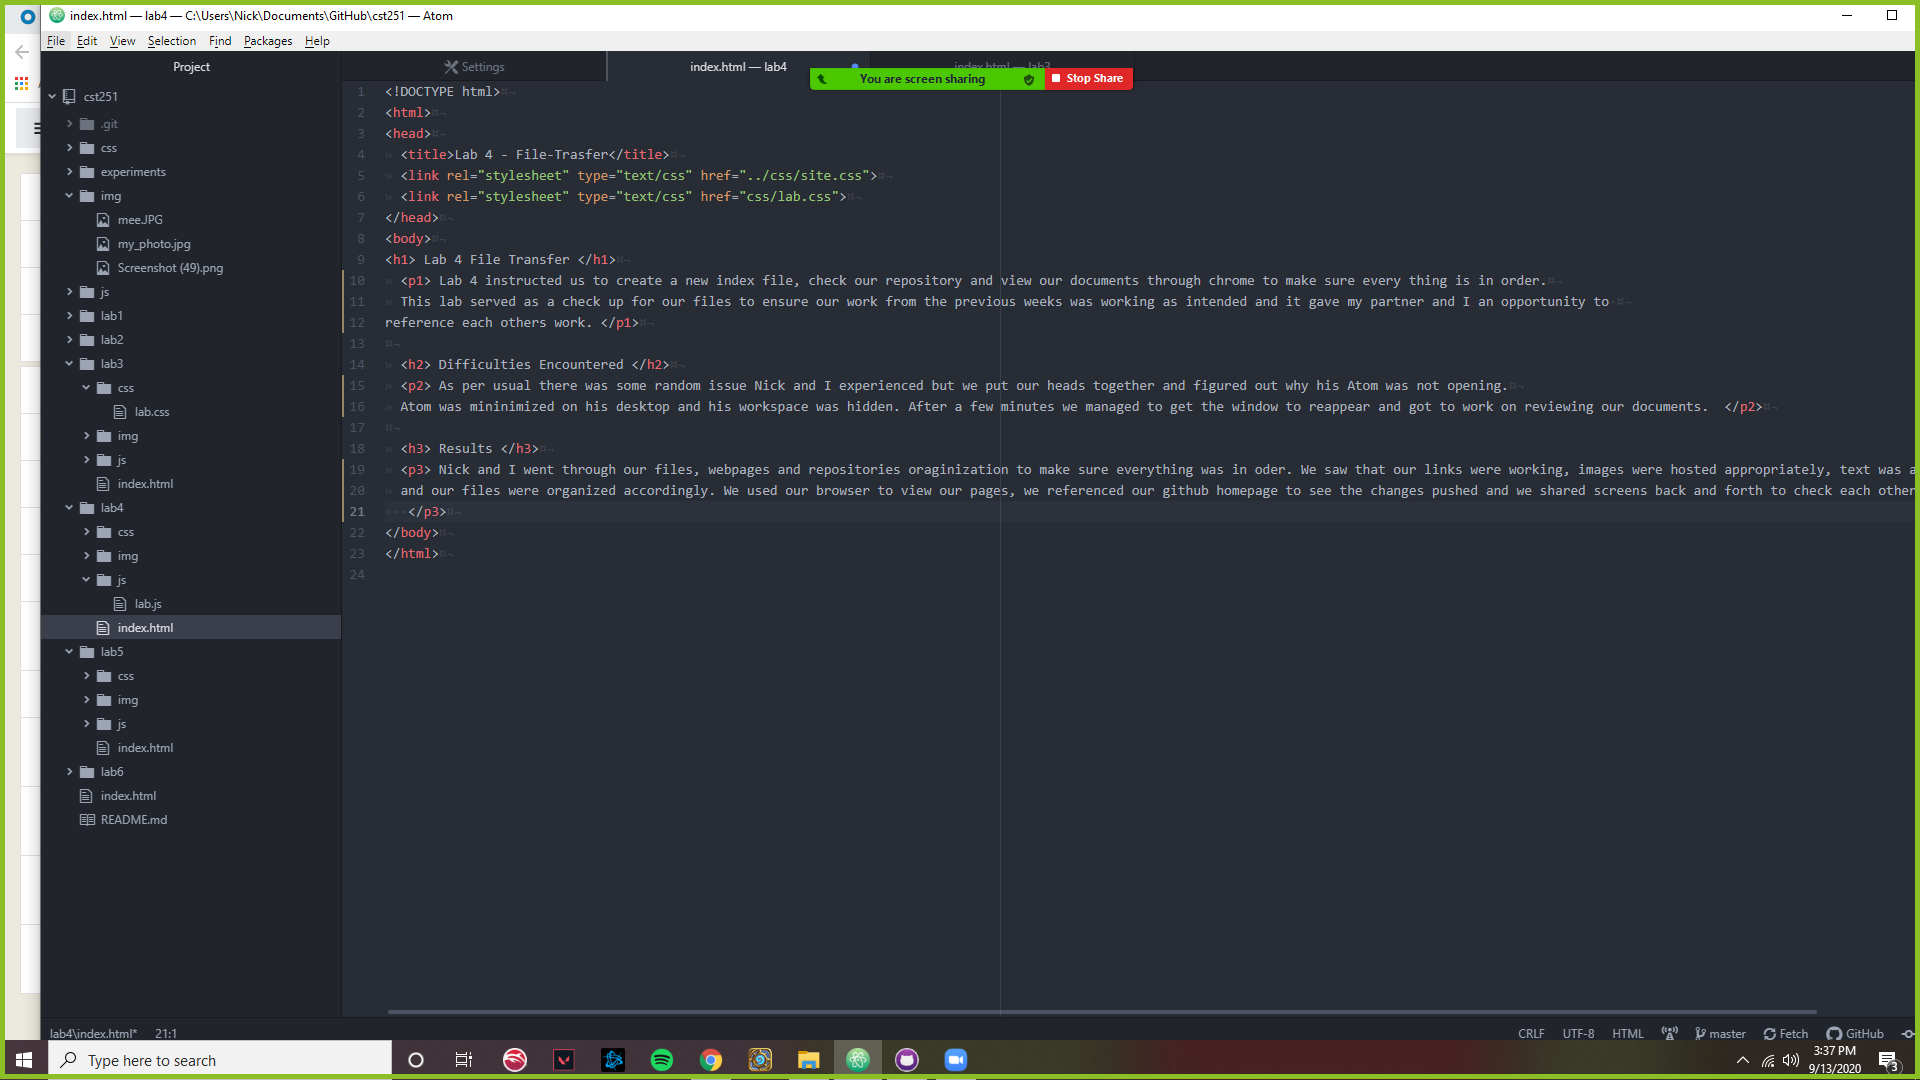 index.html — lab4 — C:\Users\Nick\Documents\GitHub\cst251 — Atom
File Edit View Selection Find Packages Help
Project
Settings
index.html — lab4
index.html — lab3
You are screen sharing
Stop Share
cst251
.git
css
experiments
img
mee.JPG
my_photo.jpg
Screenshot (49).png
js
lab1
lab2
lab3
css
lab.css
img
js
index.html
lab4
css
img
js
lab.js
index.html
lab5
css
img
js
index.html
lab6
index.html
README.md
1 <!DOCTYPE html>
2 <html>
3 <head>
4 <title>Lab 4 - File-Trasfer</title>
5 <link rel="stylesheet" type="text/css" href="../css/site.css">
6 <link rel="stylesheet" type="text/css" href="css/lab.css">
7 </head>
8 <body>
9 <h1> Lab 4 File Transfer </h1>
10 <p1> Lab 4 instructed us to create a new index file, check our repository and view our documents through chrome to make sure every thing is in order.
11 This lab served as a check up for our files to ensure our work from the previous weeks was working as intended and it gave my partner and I an opportunity to
12 reference each others work. </p1>
13
14 <h2> Difficulties Encountered </h2>
15 <p2> As per usual there was some random issue Nick and I experienced but we put our heads together and figured out why his Atom was not opening.
16 Atom was mininimized on his desktop and his workspace was hidden. After a few minutes we managed to get the window to reappear and got to work on reviewing our documents. </p2>
17
18 <h3> Results </h3>
19 <p3> Nick and I went through our files, webpages and repositories oraginization to make sure everything was in oder. We saw that our links were working, images were hosted appropriately, text was a
20 and our files were organized accordingly. We used our browser to view our pages, we referenced our github homepage to see the changes pushed and we shared screens back and forth to check each other
21 </p3>
22 </body>
23 </html>
24
lab4\index.html* 21:1
CRLF UTF-8 HTML master Fetch GitHub
Type here to search
3:37 PM
9/13/2020
3